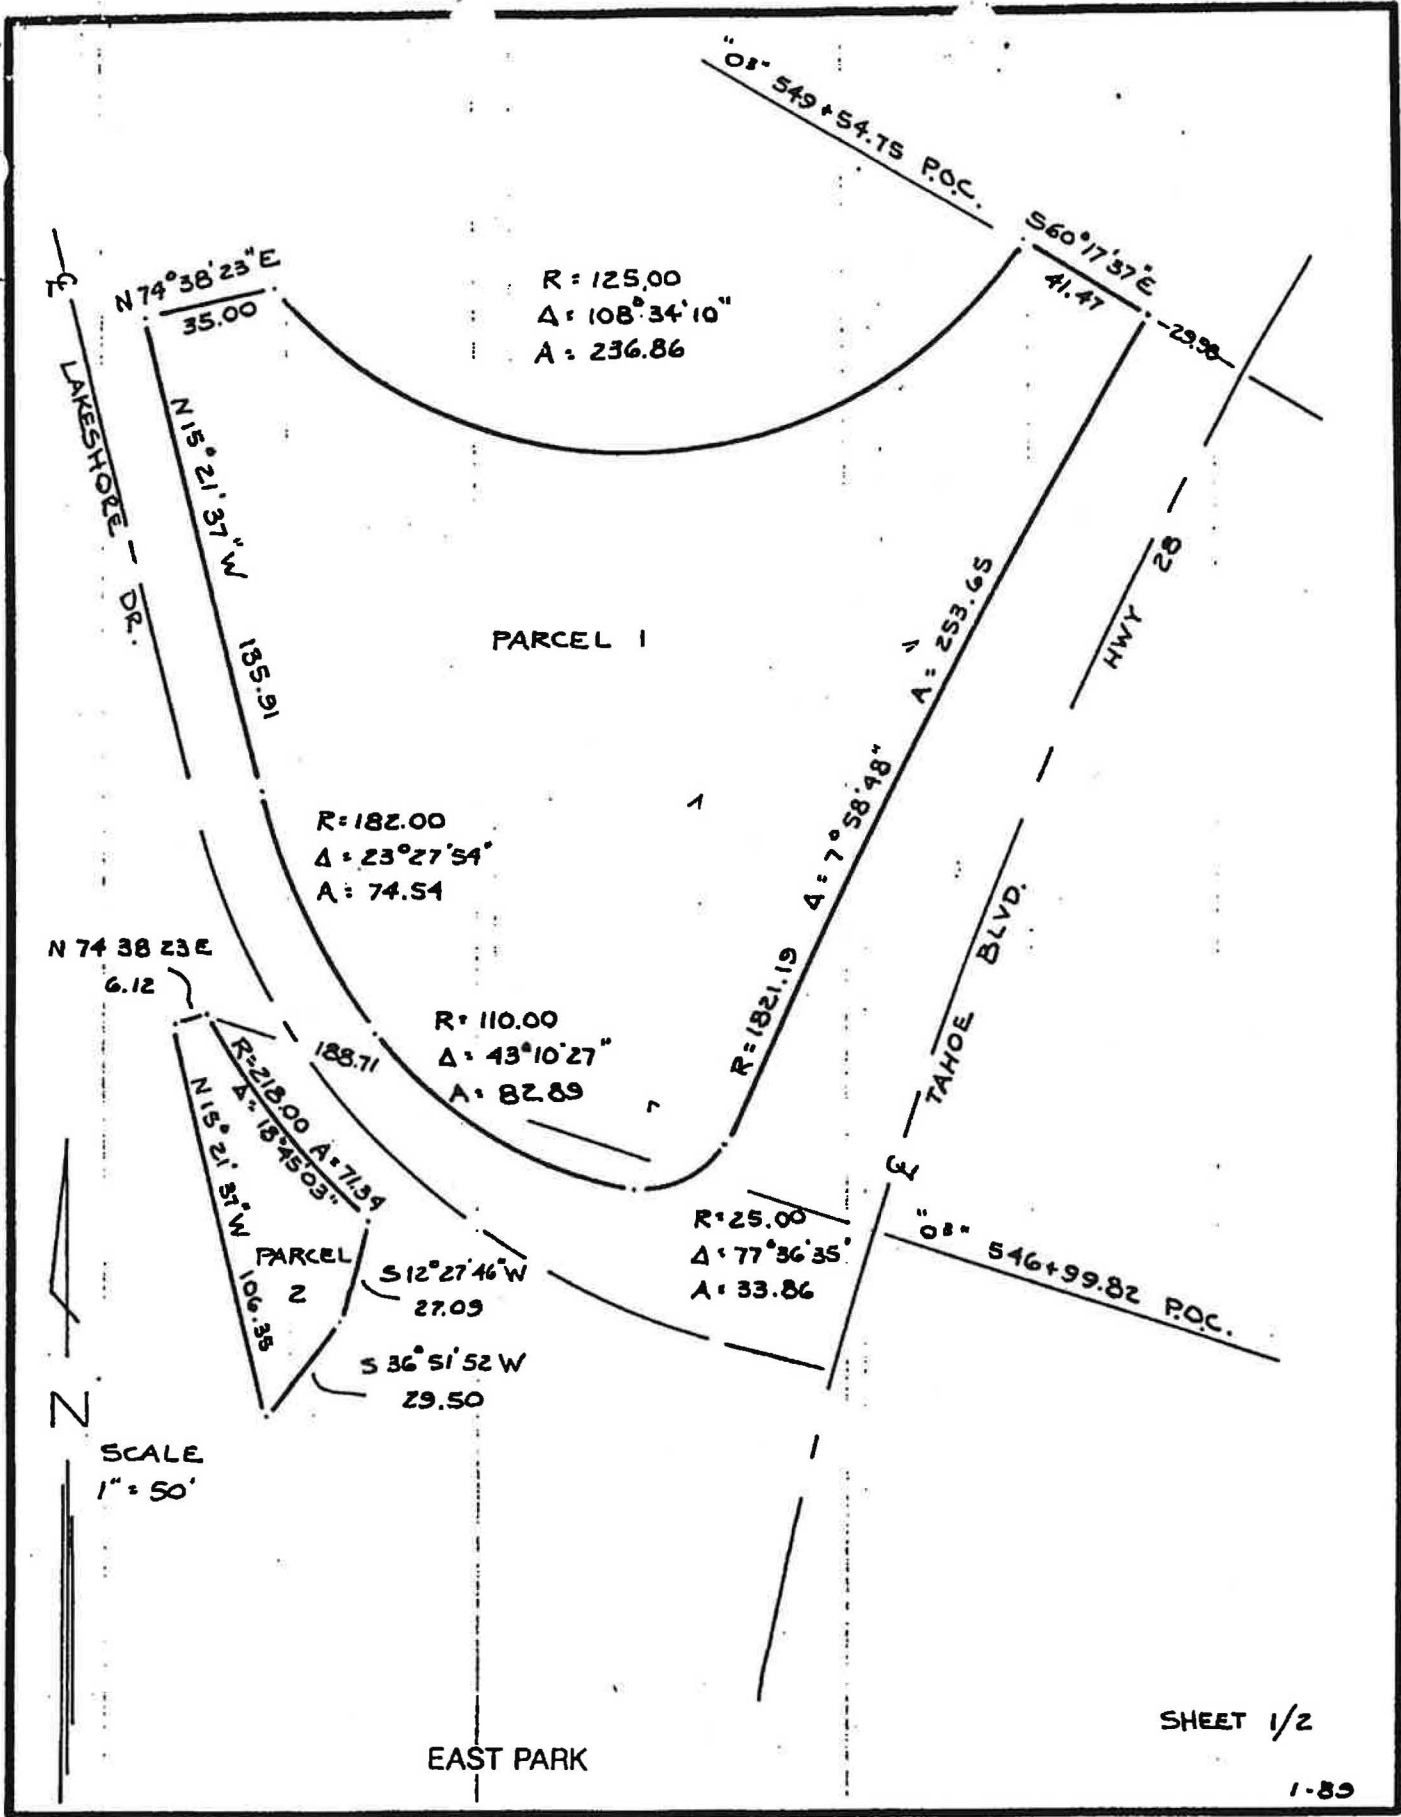 "O3" 549+54.75 P.O.C.
S60°17'37"E
41.47
29.98
N74°38'23"E
35.00
R = 125.00
Δ = 108°34'10"
A = 236.86
LAKESHORE DR.
N15°21'37"W 135.91
PARCEL 1
HWY 28
R=1821.19 Δ = 7°58'48" A = 253.65
R=182.00
Δ = 23°27'54"
A = 74.54
TAHOE BLVD.
N 74 38 23 E
6.12
R= 110.00
Δ = 43°10'27"
A= 82.89
188.71
R=218.00 A=71.34
Δ= 18°45'03"
N15°21'37"W 106.35
PARCEL
2
S12°27'46"W
27.09
S 36°51'52 W
29.50
R=25.00
Δ= 77°36'35"
A= 33.86
"O3" 546+99.82 P.O.C.
N
SCALE
1" = 50'
EAST PARK
SHEET 1/2
1-89